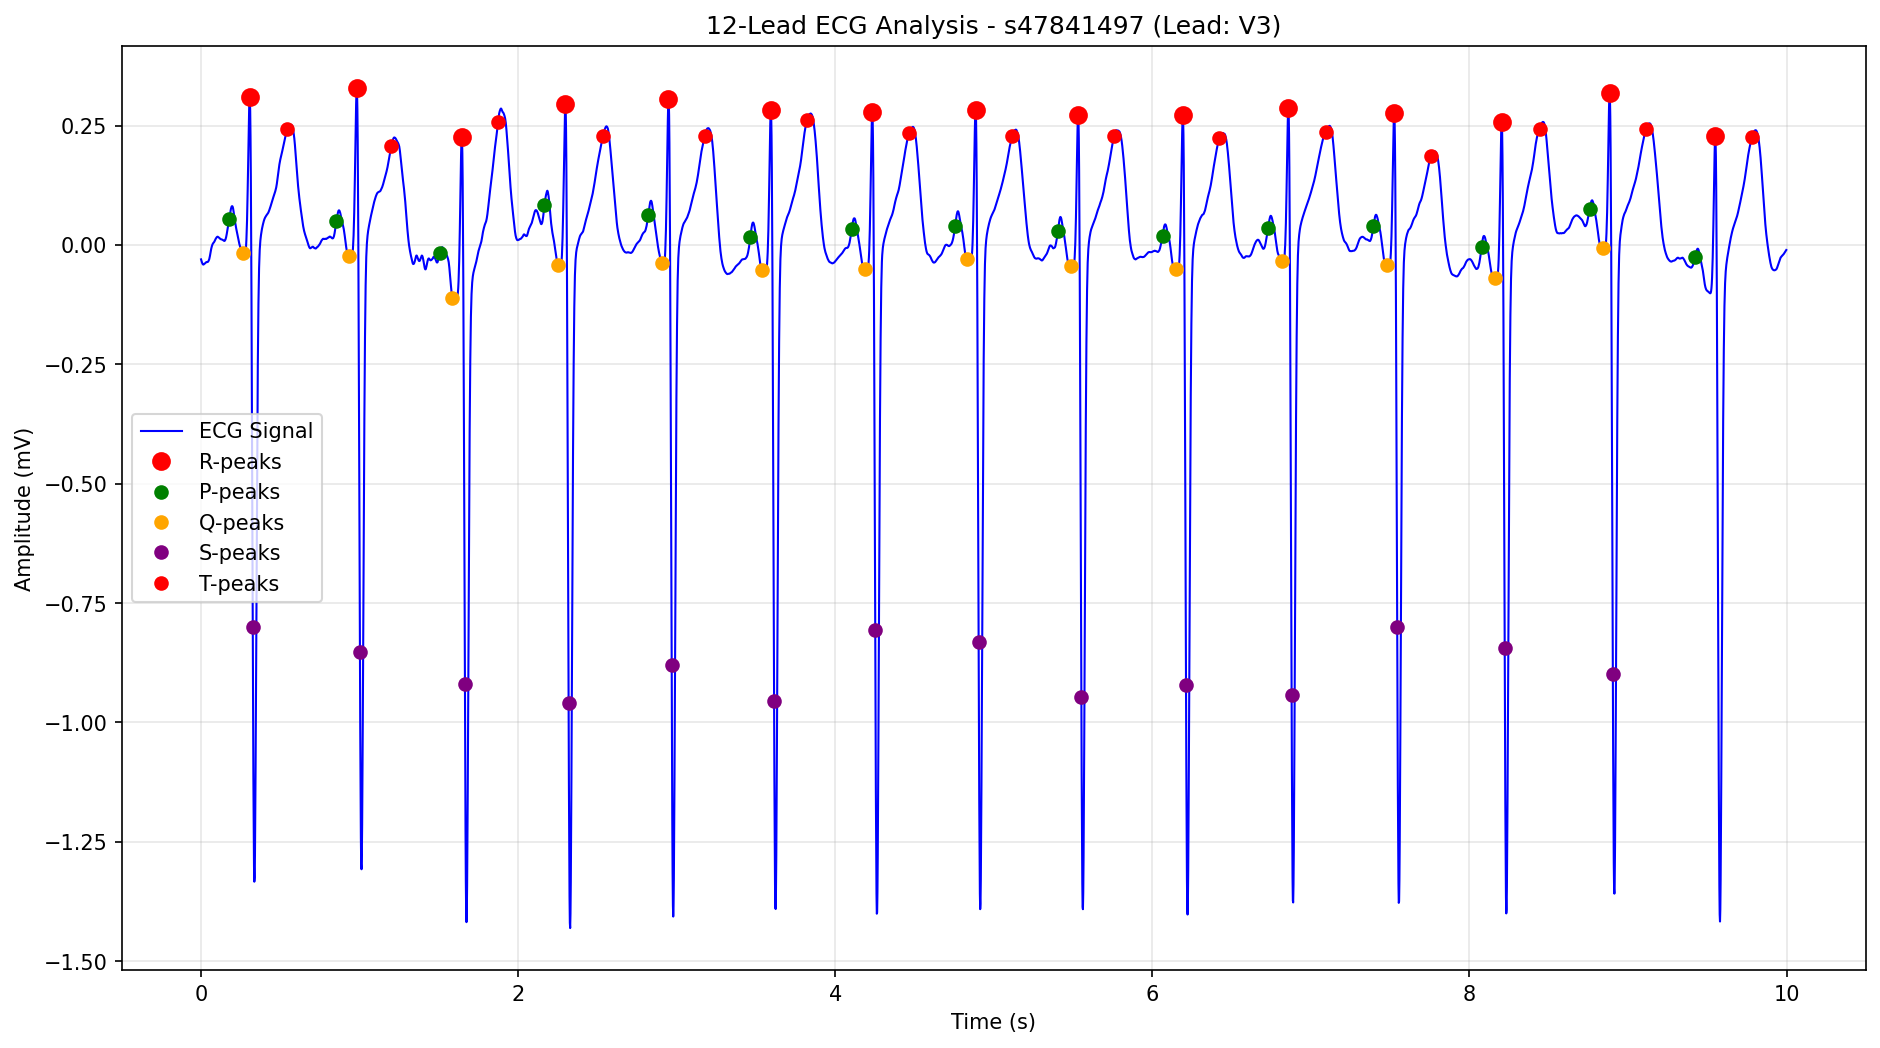 12-Lead ECG Analysis - s47841497 (Lead: V3)
Amplitude (mV)
0.25
0.00
−0.25
−0.50
−0.75
−1.00
−1.25
−1.50
ECG Signal
R-peaks
P-peaks
Q-peaks
S-peaks
T-peaks
0 2 4 6 8 10
Time (s)